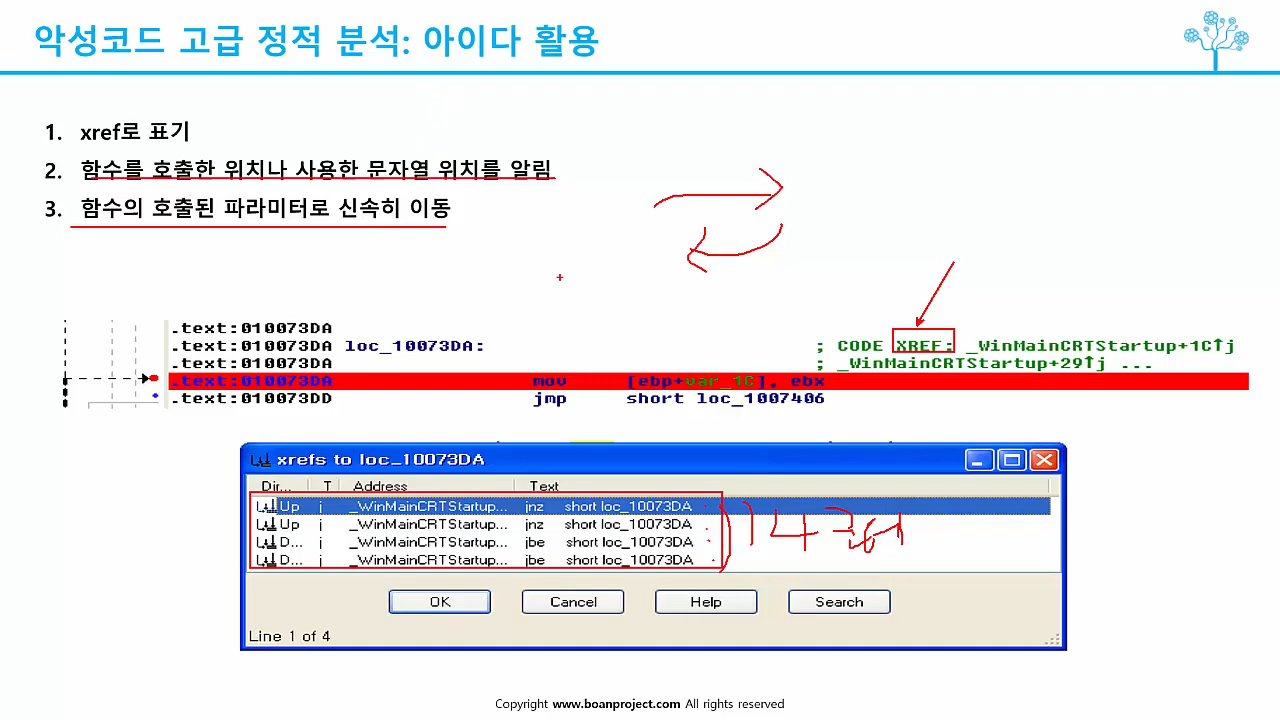 악성코드 고급 정적 분석: 아이다 활용
1. xref로 표기
2. 함수를 호출한 위치나 사용한 문자열 위치를 알림
3. 함수의 호출된 파라미터로 신속히 이동
.text:010073DA
.text:010073DA loc_10073DA: ; CODE XREF: _WinMainCRTStartup+1C↑j
.text:010073DA ; _WinMainCRTStartup+29↑j ...
.text:010073DA mov [ebp+var_1C], ebx
.text:010073DD jmp short loc_1007406
xrefs to loc_10073DA
Dir... T Address Text
Up j _WinMainCRTStartup... jnz short loc_10073DA
Up j _WinMainCRTStartup... jnz short loc_10073DA
D... j _WinMainCRTStartup... jbe short loc_10073DA
D... j _WinMainCRTStartup... jbe short loc_10073DA
OK Cancel Help Search
Line 1 of 4
Copyright www.boanproject.com All rights reserved